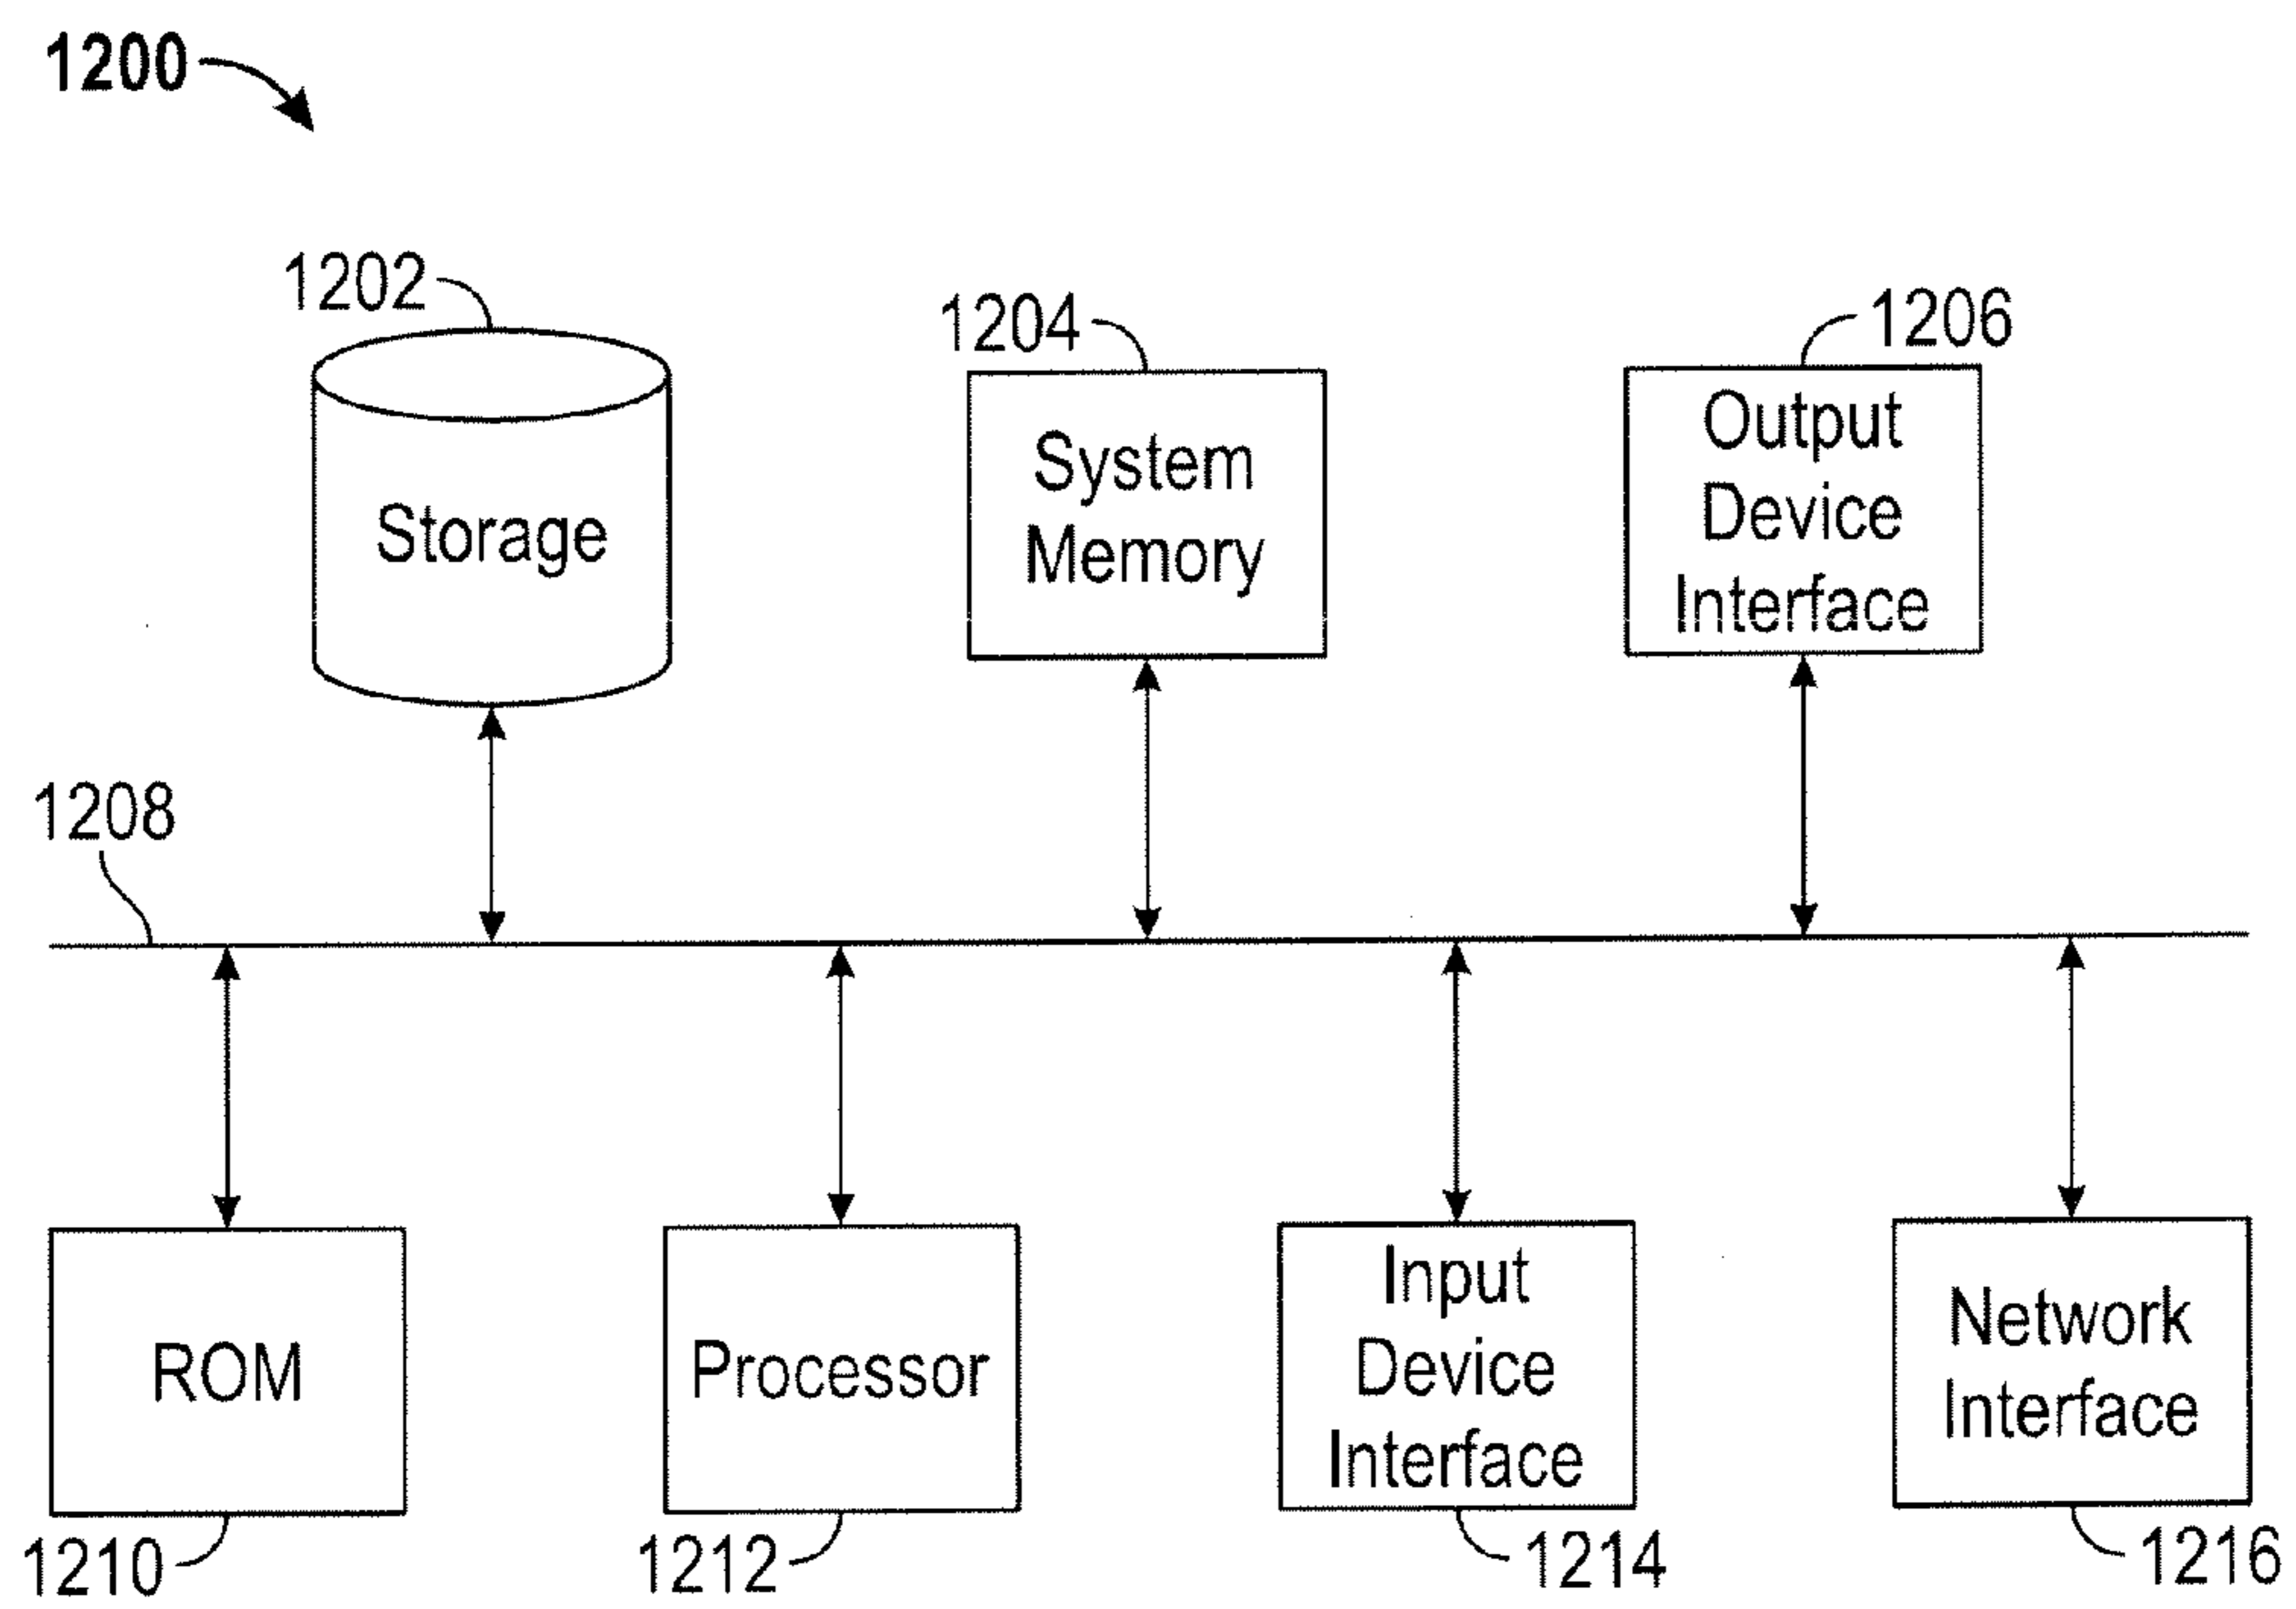 1200
1202
1204
1206
Storage
System
Memory
Output
Device
Interface
1208
ROM
Processor
Input
Device
Interface
Network
Interface
1210
1212
1214
1216